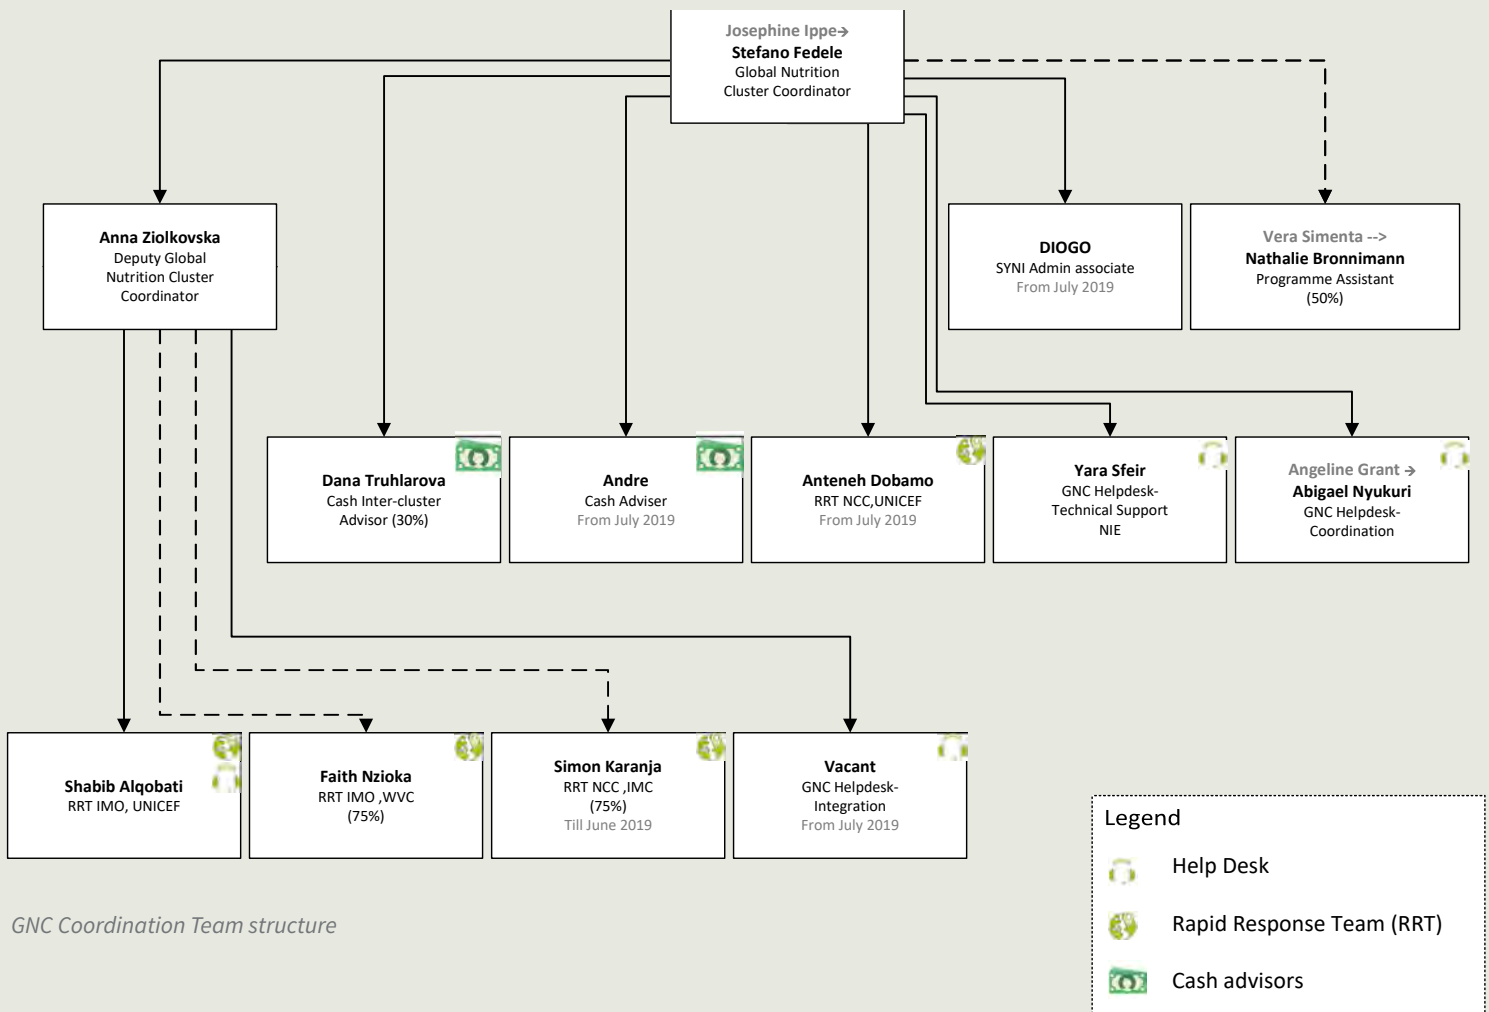 Josephine Ippe→
Stefano Fedele
Global Nutrition
Cluster Coordinator
Anna Ziolkovska
Deputy Global
Nutrition Cluster
Coordinator
DIOGO
SYNI Admin associate
From July 2019
Vera Simenta -->
Nathalie Bronnimann
Programme Assistant
(50%)
Dana Truhlarova
Cash Inter-cluster
Advisor (30%)
Andre
Cash Adviser
From July 2019
Anteneh Dobamo
RRT NCC,UNICEF
From July 2019
Yara Sfeir
GNC Helpdesk-
Technical Support
NIE
Angeline Grant →
Abigael Nyukuri
GNC Helpdesk-
Coordination
Shabib Alqobati
RRT IMO, UNICEF
Faith Nzioka
RRT IMO ,WVC
(75%)
Simon Karanja
RRT NCC ,IMC
(75%)
Till June 2019
Vacant
GNC Helpdesk-
Integration
From July 2019
Legend
Help Desk
Rapid Response Team (RRT)
Cash advisors
GNC Coordination Team structure